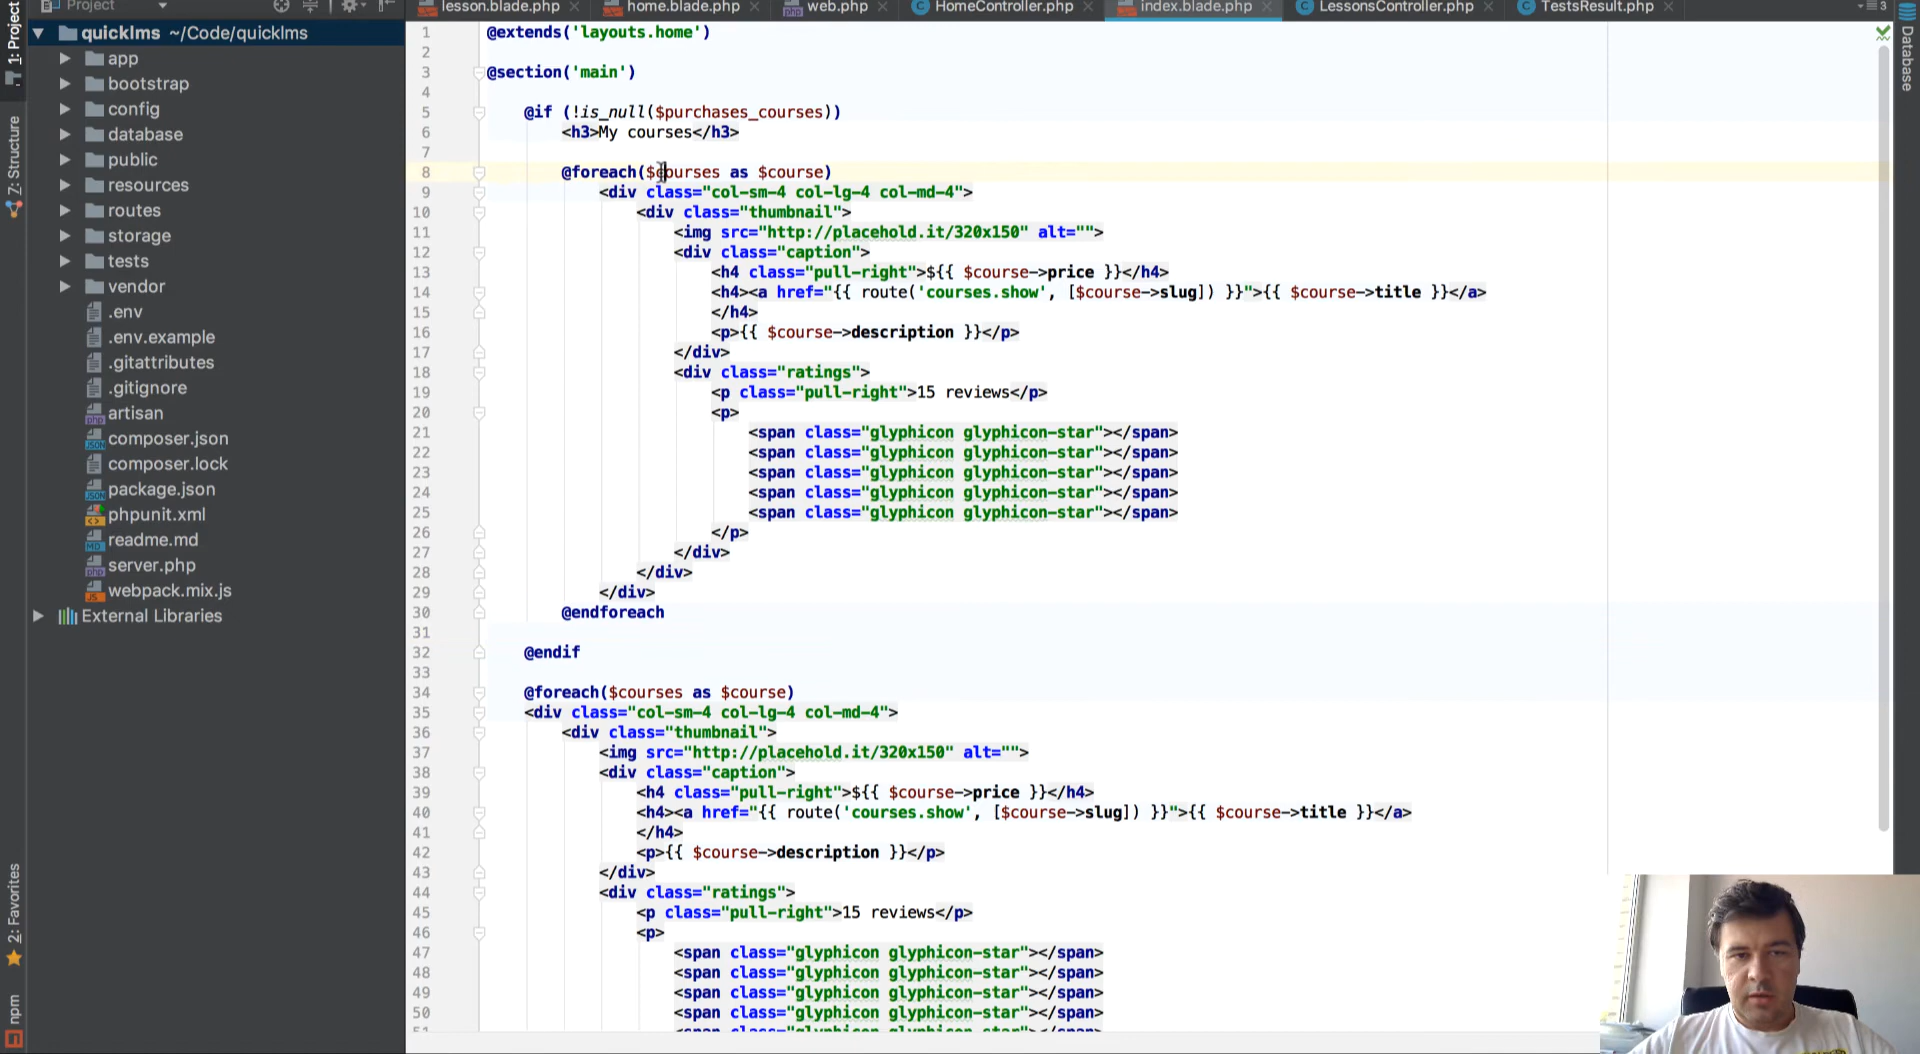 Project
lesson.blade.php
home.blade.php
web.php
HomeController.php
index.blade.php
LessonsController.php
TestsResult.php
3
1: Project
7: Structure
2: Favorites
npm
Database
quicklms ~/Code/quicklms
app
bootstrap
config
database
public
resources
routes
storage
tests
vendor
.env
.env.example
.gitattributes
.gitignore
artisan
composer.json
composer.lock
package.json
phpunit.xml
readme.md
server.php
webpack.mix.js
External Libraries
1 @extends('layouts.home')
2
3 @section('main')
4
5 @if (!is_null($purchases_courses))
6 <h3>My courses</h3>
7
8 @foreach($courses as $course)
9 <div class="col-sm-4 col-lg-4 col-md-4">
10 <div class="thumbnail">
11 <img src="http://placehold.it/320x150" alt="">
12 <div class="caption">
13 <h4 class="pull-right">${{ $course->price }}</h4>
14 <h4><a href="{{ route('courses.show', [$course->slug]) }}">{{ $course->title }}</a>
15 </h4>
16 <p>{{ $course->description }}</p>
17 </div>
18 <div class="ratings">
19 <p class="pull-right">15 reviews</p>
20 <p>
21 <span class="glyphicon glyphicon-star"></span>
22 <span class="glyphicon glyphicon-star"></span>
23 <span class="glyphicon glyphicon-star"></span>
24 <span class="glyphicon glyphicon-star"></span>
25 <span class="glyphicon glyphicon-star"></span>
26 </p>
27 </div>
28 </div>
29 </div>
30 @endforeach
31
32 @endif
33
34 @foreach($courses as $course)
35 <div class="col-sm-4 col-lg-4 col-md-4">
36 <div class="thumbnail">
37 <img src="http://placehold.it/320x150" alt="">
38 <div class="caption">
39 <h4 class="pull-right">${{ $course->price }}</h4>
40 <h4><a href="{{ route('courses.show', [$course->slug]) }}">{{ $course->title }}</a>
41 </h4>
42 <p>{{ $course->description }}</p>
43 </div>
44 <div class="ratings">
45 <p class="pull-right">15 reviews</p>
46 <p>
47 <span class="glyphicon glyphicon-star"></span>
48 <span class="glyphicon glyphicon-star"></span>
49 <span class="glyphicon glyphicon-star"></span>
50 <span class="glyphicon glyphicon-star"></span>